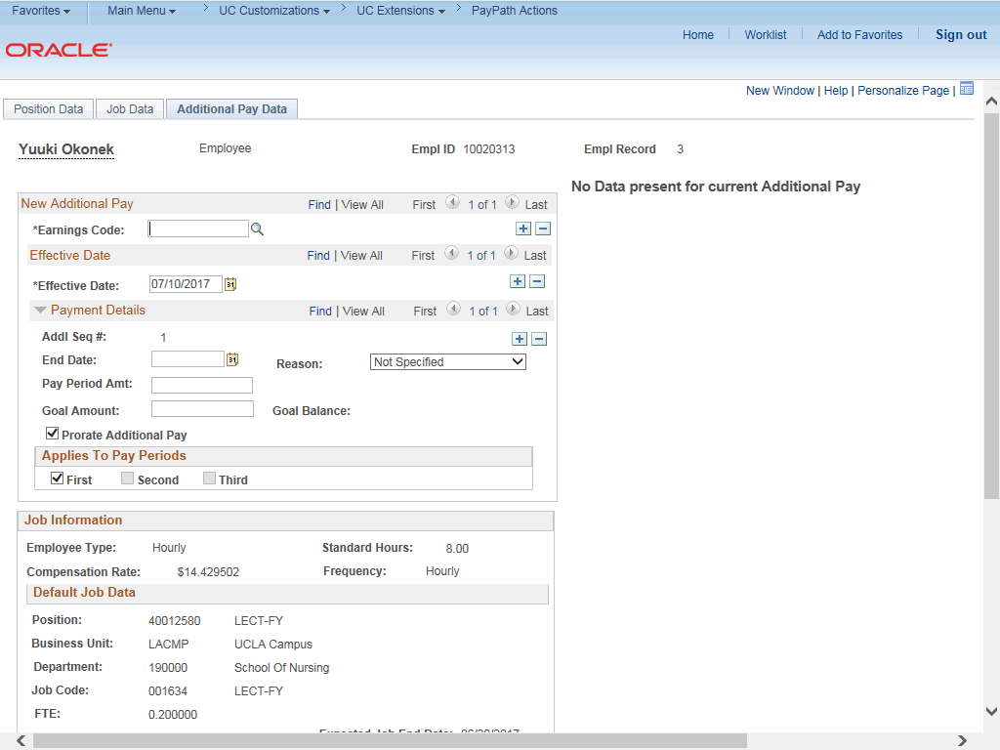 Favorites Main Menu > UC Customizations > UC Extensions > PayPath Actions
Home Worklist Add to Favorites Sign out
ORACLE
New Window | Help | Personalize Page |
Position Data Job Data Additional Pay Data
Yuuki Okonek Employee Empl ID 10020313 Empl Record 3
No Data present for current Additional Pay
New Additional Pay Find | View All First 1 of 1 Last
*Earnings Code:
Effective Date Find | View All First 1 of 1 Last
*Effective Date: 07/10/2017
Payment Details Find | View All First 1 of 1 Last
Addl Seq #: 1
End Date: Reason: Not Specified
Pay Period Amt:
Goal Amount: Goal Balance:
Prorate Additional Pay
Applies To Pay Periods
First Second Third
Job Information
Employee Type: Hourly Standard Hours: 8.00
Compensation Rate: $14.429502 Frequency: Hourly
Default Job Data
Position: 40012580 LECT-FY
Business Unit: LACMP UCLA Campus
Department: 190000 School Of Nursing
Job Code: 001634 LECT-FY
FTE: 0.200000
Expected Job End Date: 06/30/2017